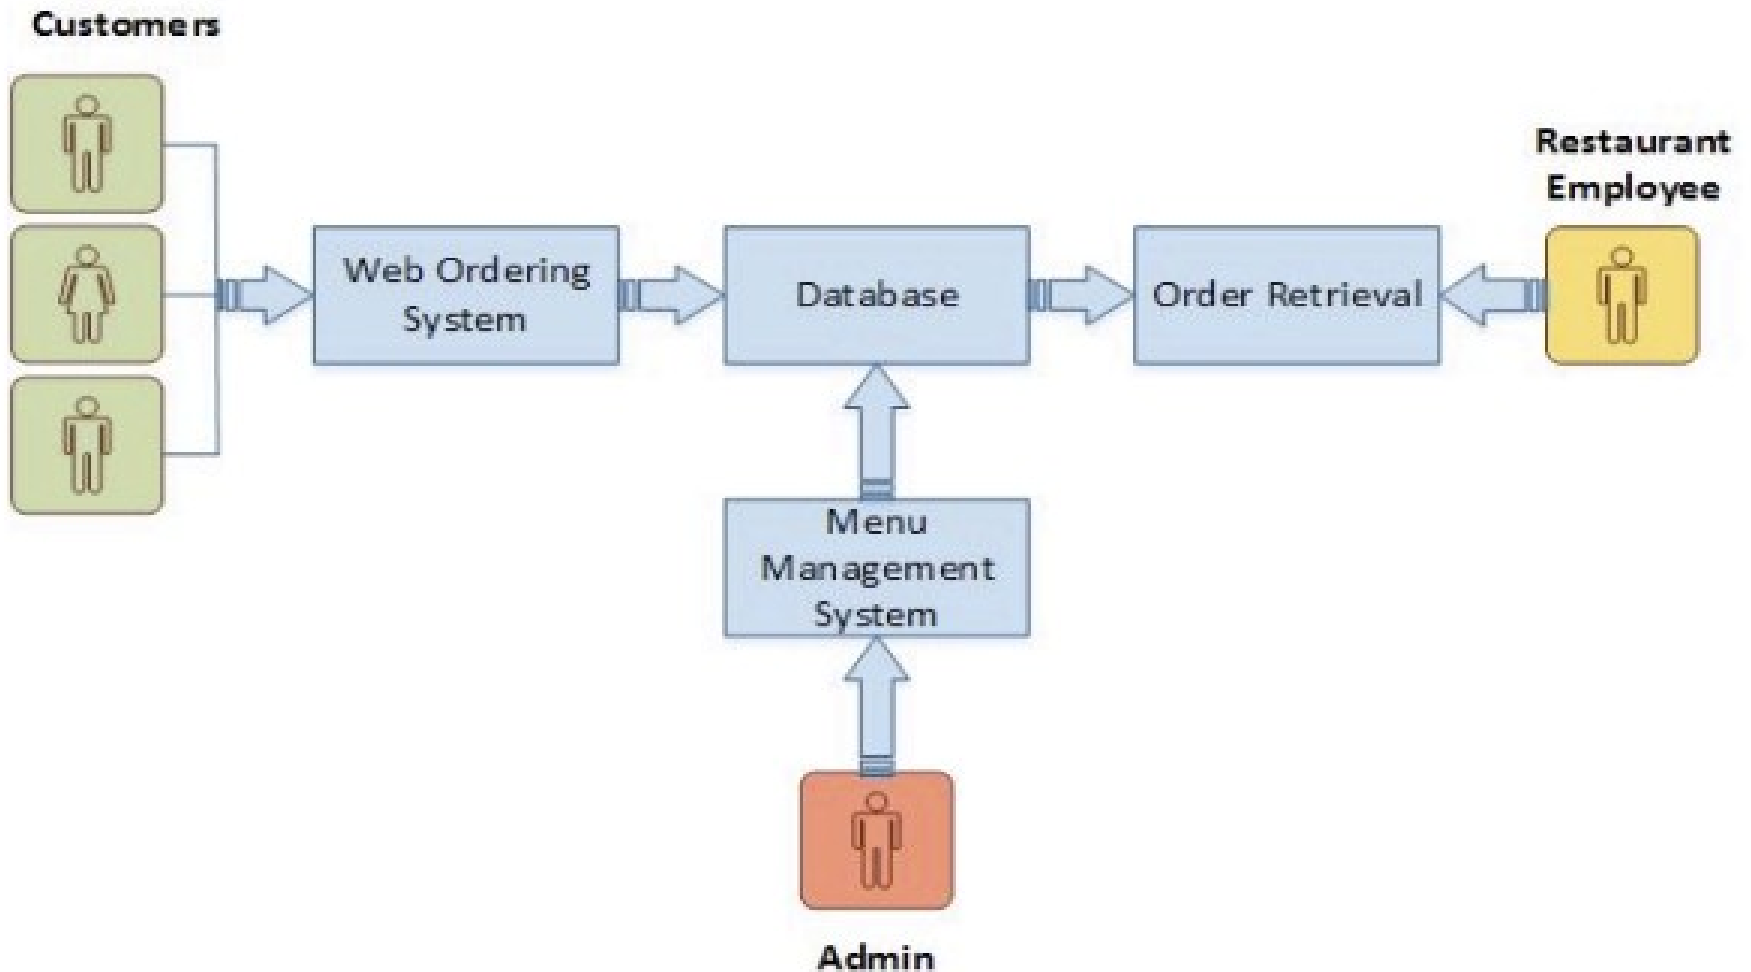 Customers
Restaurant
Employee
Web Ordering
System
Database
Order Retrieval
Menu
Management
System
Admin